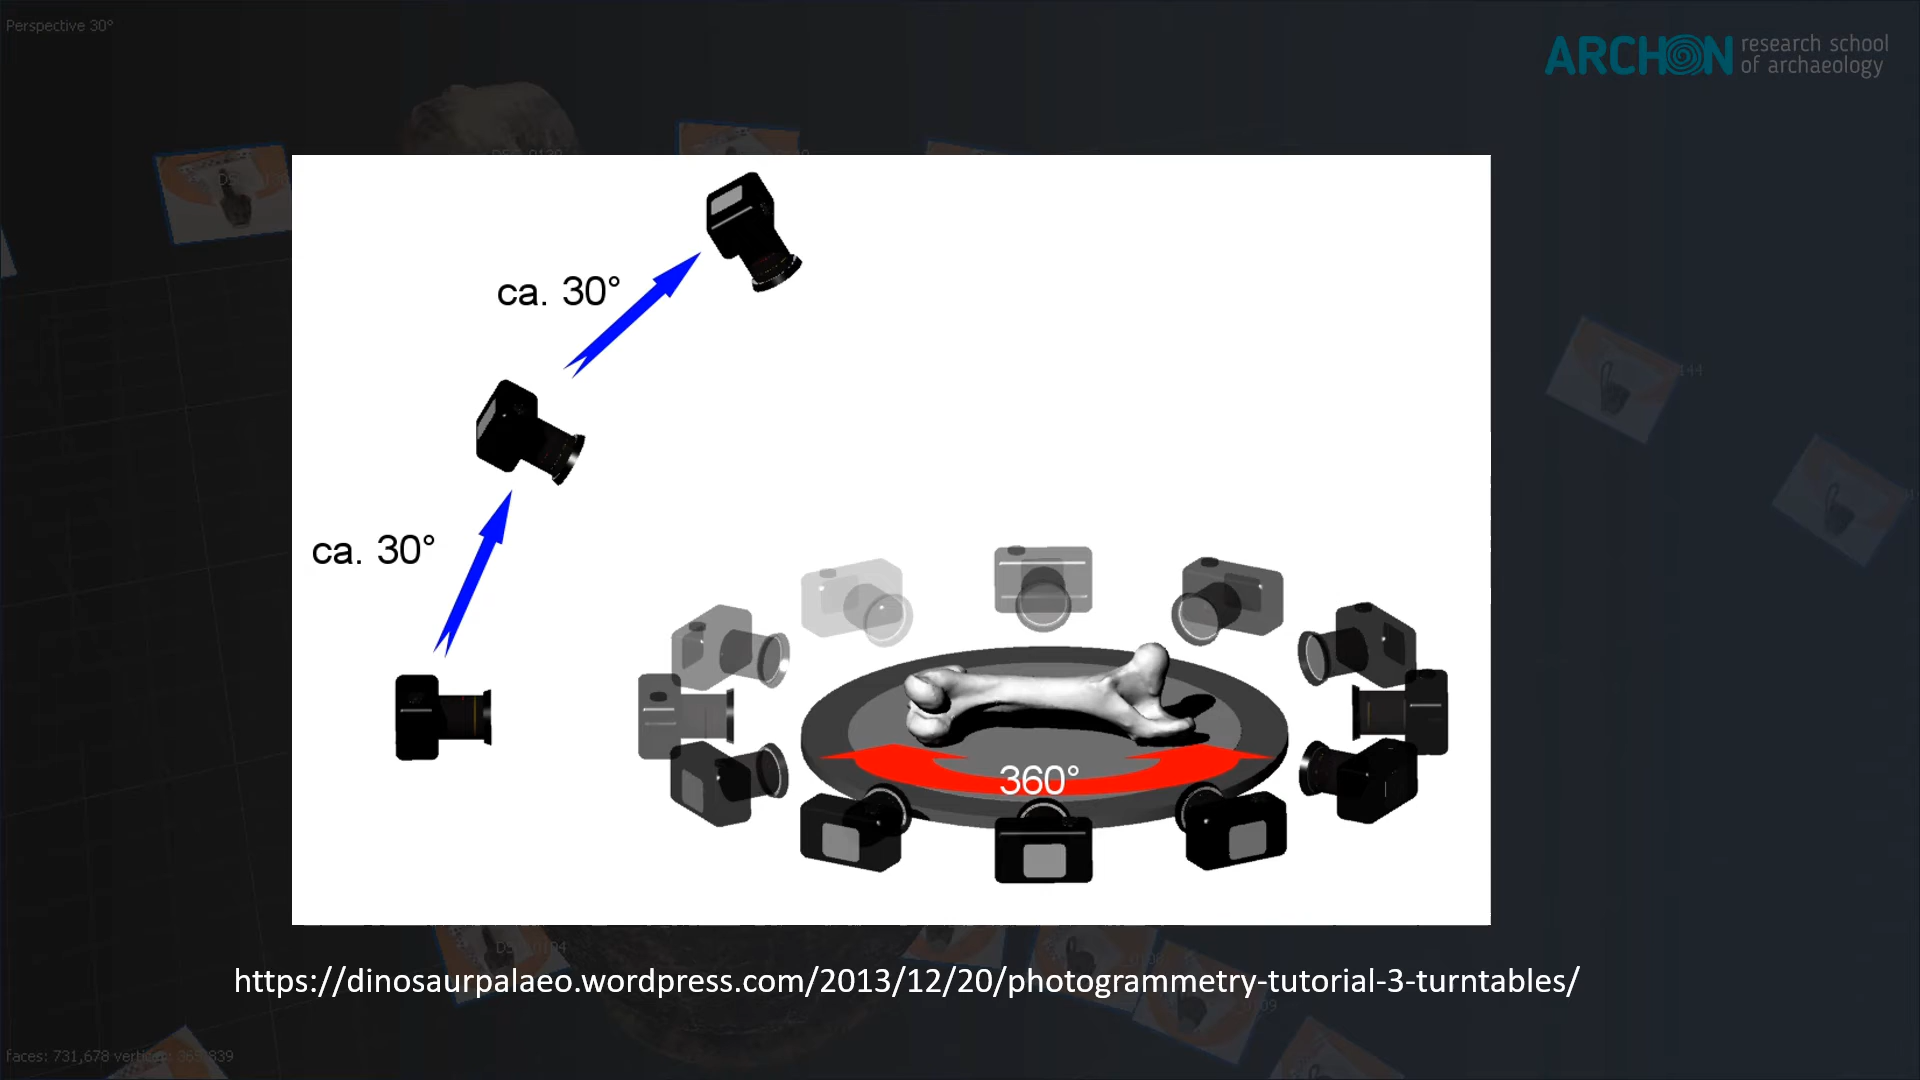 Perspective 30°
ARCHON research school
of archaeology
ca. 30°
ca. 30°
360°
https://dinosaurpalaeo.wordpress.com/2013/12/20/photogrammetry-tutorial-3-turntables/
faces: 731,678